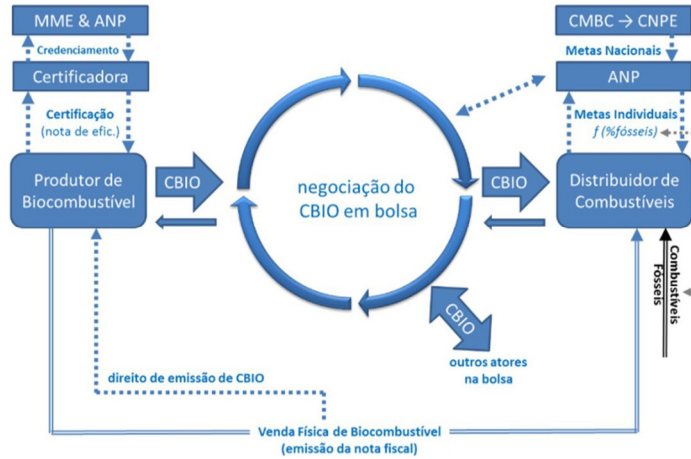 MME & ANP
Credenciamento
Certificadora
Certificação
(nota de efic.)
Produtor de
Biocombustível
CBIO
negociação do
CBIO em bolsa
CBIO
CMBC → CNPE
Metas Nacionais
ANP
Metas Individuais
f (%fósseis)
Distribuidor de
Combustíveis
Combustíveis
Fósseis
CBIO
outros atores
na bolsa
direito de emissão de CBIO
Venda Física de Biocombustível
(emissão da nota fiscal)